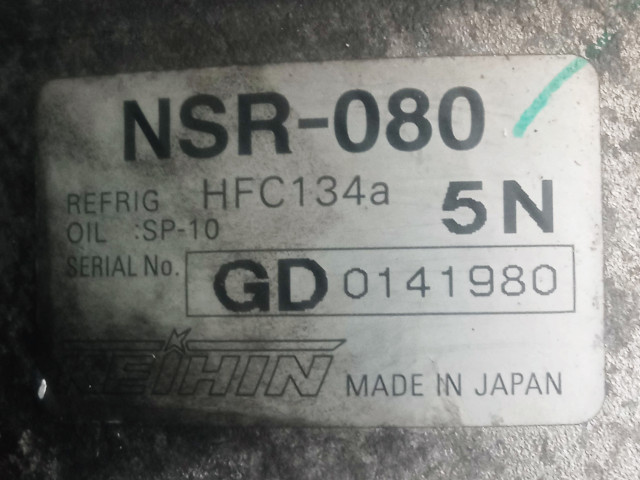 NSR-080
REFRIG HFC134a 5N
OIL :SP-10
SERIAL No. GD 0141980
KEIHIN MADE IN JAPAN